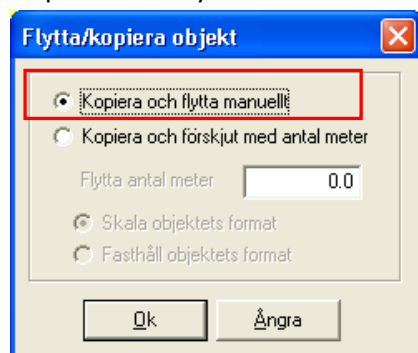 Flytta/kopiera objekt
Kopiera och flytta manuellt
Kopiera och förskjut med antal meter
Flytta antal meter 0.0
Skala objektets format
Fasthåll objektets format
Ok Ångra